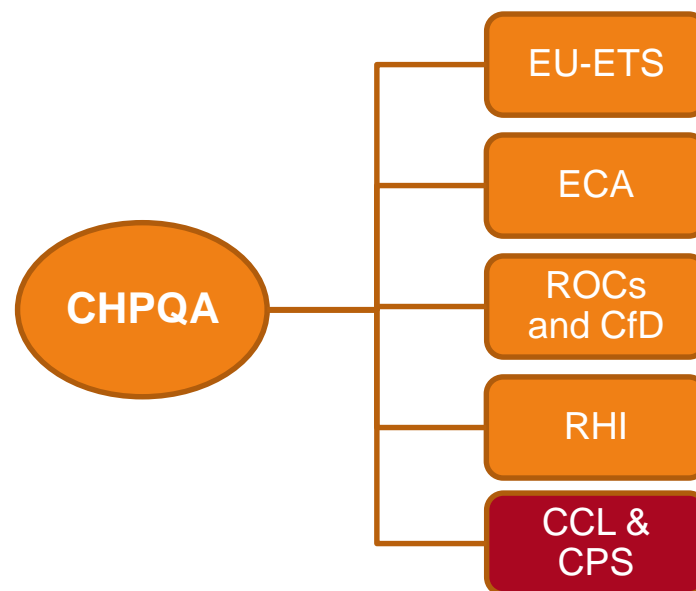 EU-ETS
ECA
CHPQA
ROCs
and CfD
RHI
CCL &
CPS